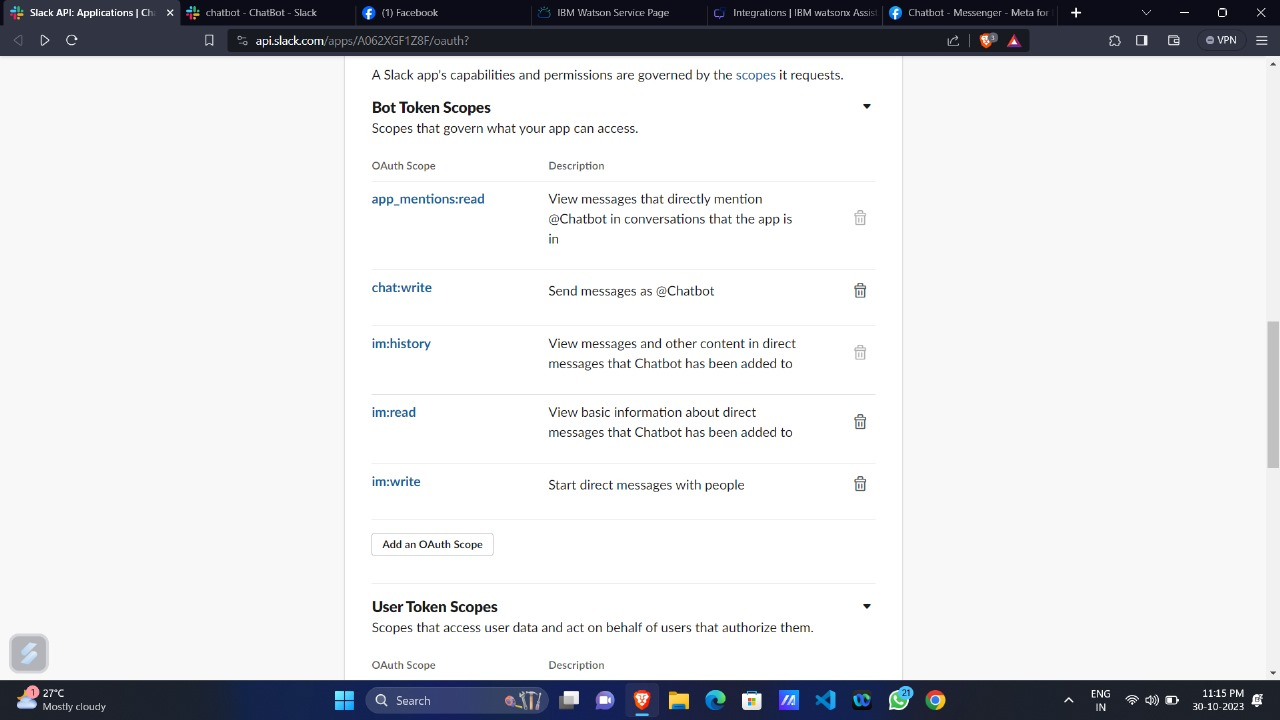 Slack API: Applications | Ch
chatbot - ChatBot - Slack
(1) Facebook
IBM Watson Service Page
Integrations | IBM watsonx Assist
Chatbot - Messenger - Meta for
api.slack.com/apps/A062XGF1Z8F/oauth?
VPN
A Slack app's capabilities and permissions are governed by the scopes it requests.
Bot Token Scopes
Scopes that govern what your app can access.
OAuth Scope
Description
app_mentions:read
View messages that directly mention
@Chatbot in conversations that the app is
in
chat:write
Send messages as @Chatbot
im:history
View messages and other content in direct
messages that Chatbot has been added to
im:read
View basic information about direct
messages that Chatbot has been added to
im:write
Start direct messages with people
Add an OAuth Scope
User Token Scopes
Scopes that access user data and act on behalf of users that authorize them.
OAuth Scope
Description
1
27°C
Mostly cloudy
Search
21
ENG
IN
11:15 PM
30-10-2023